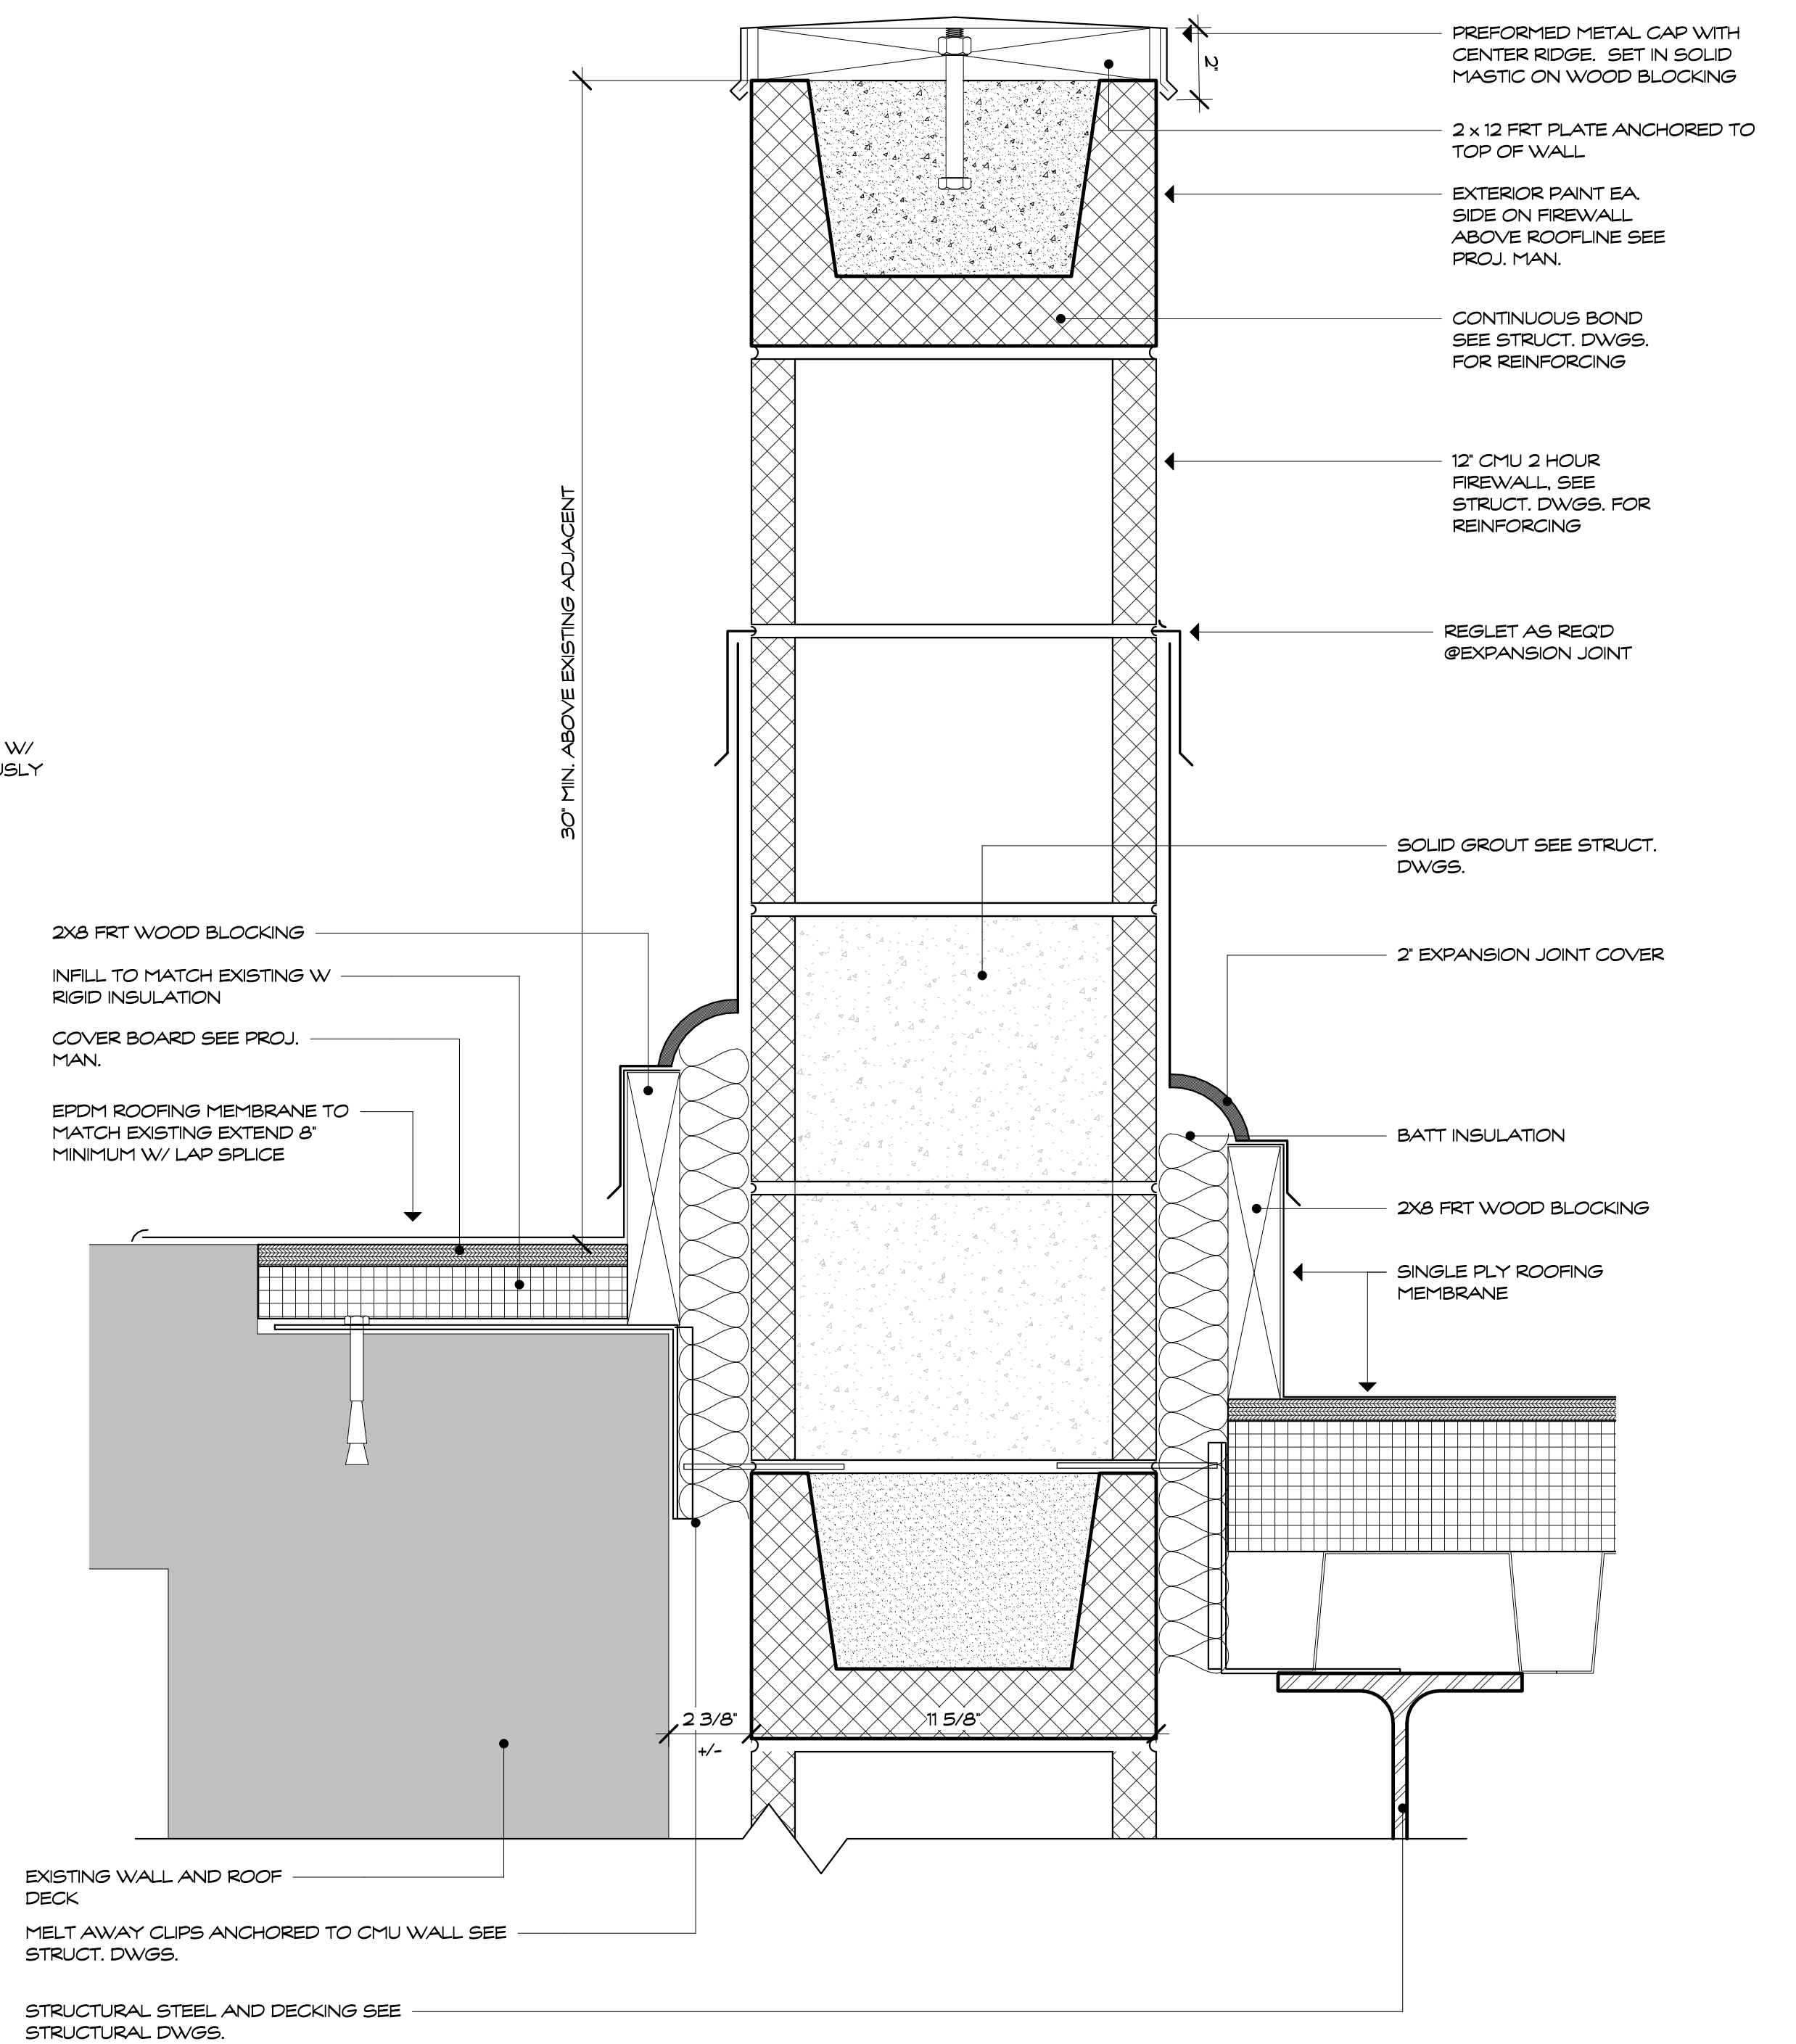 PREFORMED METAL CAP WITH
CENTER RIDGE. SET IN SOLID
MASTIC ON WOOD BLOCKING
2"
2 x 12 FRT PLATE ANCHORED TO
TOP OF WALL
EXTERIOR PAINT EA.
SIDE ON FIREWALL
ABOVE ROOFLINE SEE
PROJ. MAN.
CONTINUOUS BOND
SEE STRUCT. DWGS.
FOR REINFORCING
12" CMU 2 HOUR
FIREWALL, SEE
STRUCT. DWGS. FOR
REINFORCING
30" MIN. ABOVE EXISTING ADJACENT
REGLET AS REQ'D
@EXPANSION JOINT
W/
USLY
SOLID GROUT SEE STRUCT.
DWGS.
2X8 FRT WOOD BLOCKING
INFILL TO MATCH EXISTING W
RIGID INSULATION
COVER BOARD SEE PROJ.
MAN.
EPDM ROOFING MEMBRANE TO
MATCH EXISTING EXTEND 8"
MINIMUM W/ LAP SPLICE
2" EXPANSION JOINT COVER
BATT INSULATION
2X8 FRT WOOD BLOCKING
SINGLE PLY ROOFING
MEMBRANE
2 3/8"
+/-
11 5/8"
EXISTING WALL AND ROOF
DECK
MELT AWAY CLIPS ANCHORED TO CMU WALL SEE
STRUCT. DWGS.
STRUCTURAL STEEL AND DECKING SEE
STRUCTURAL DWGS.